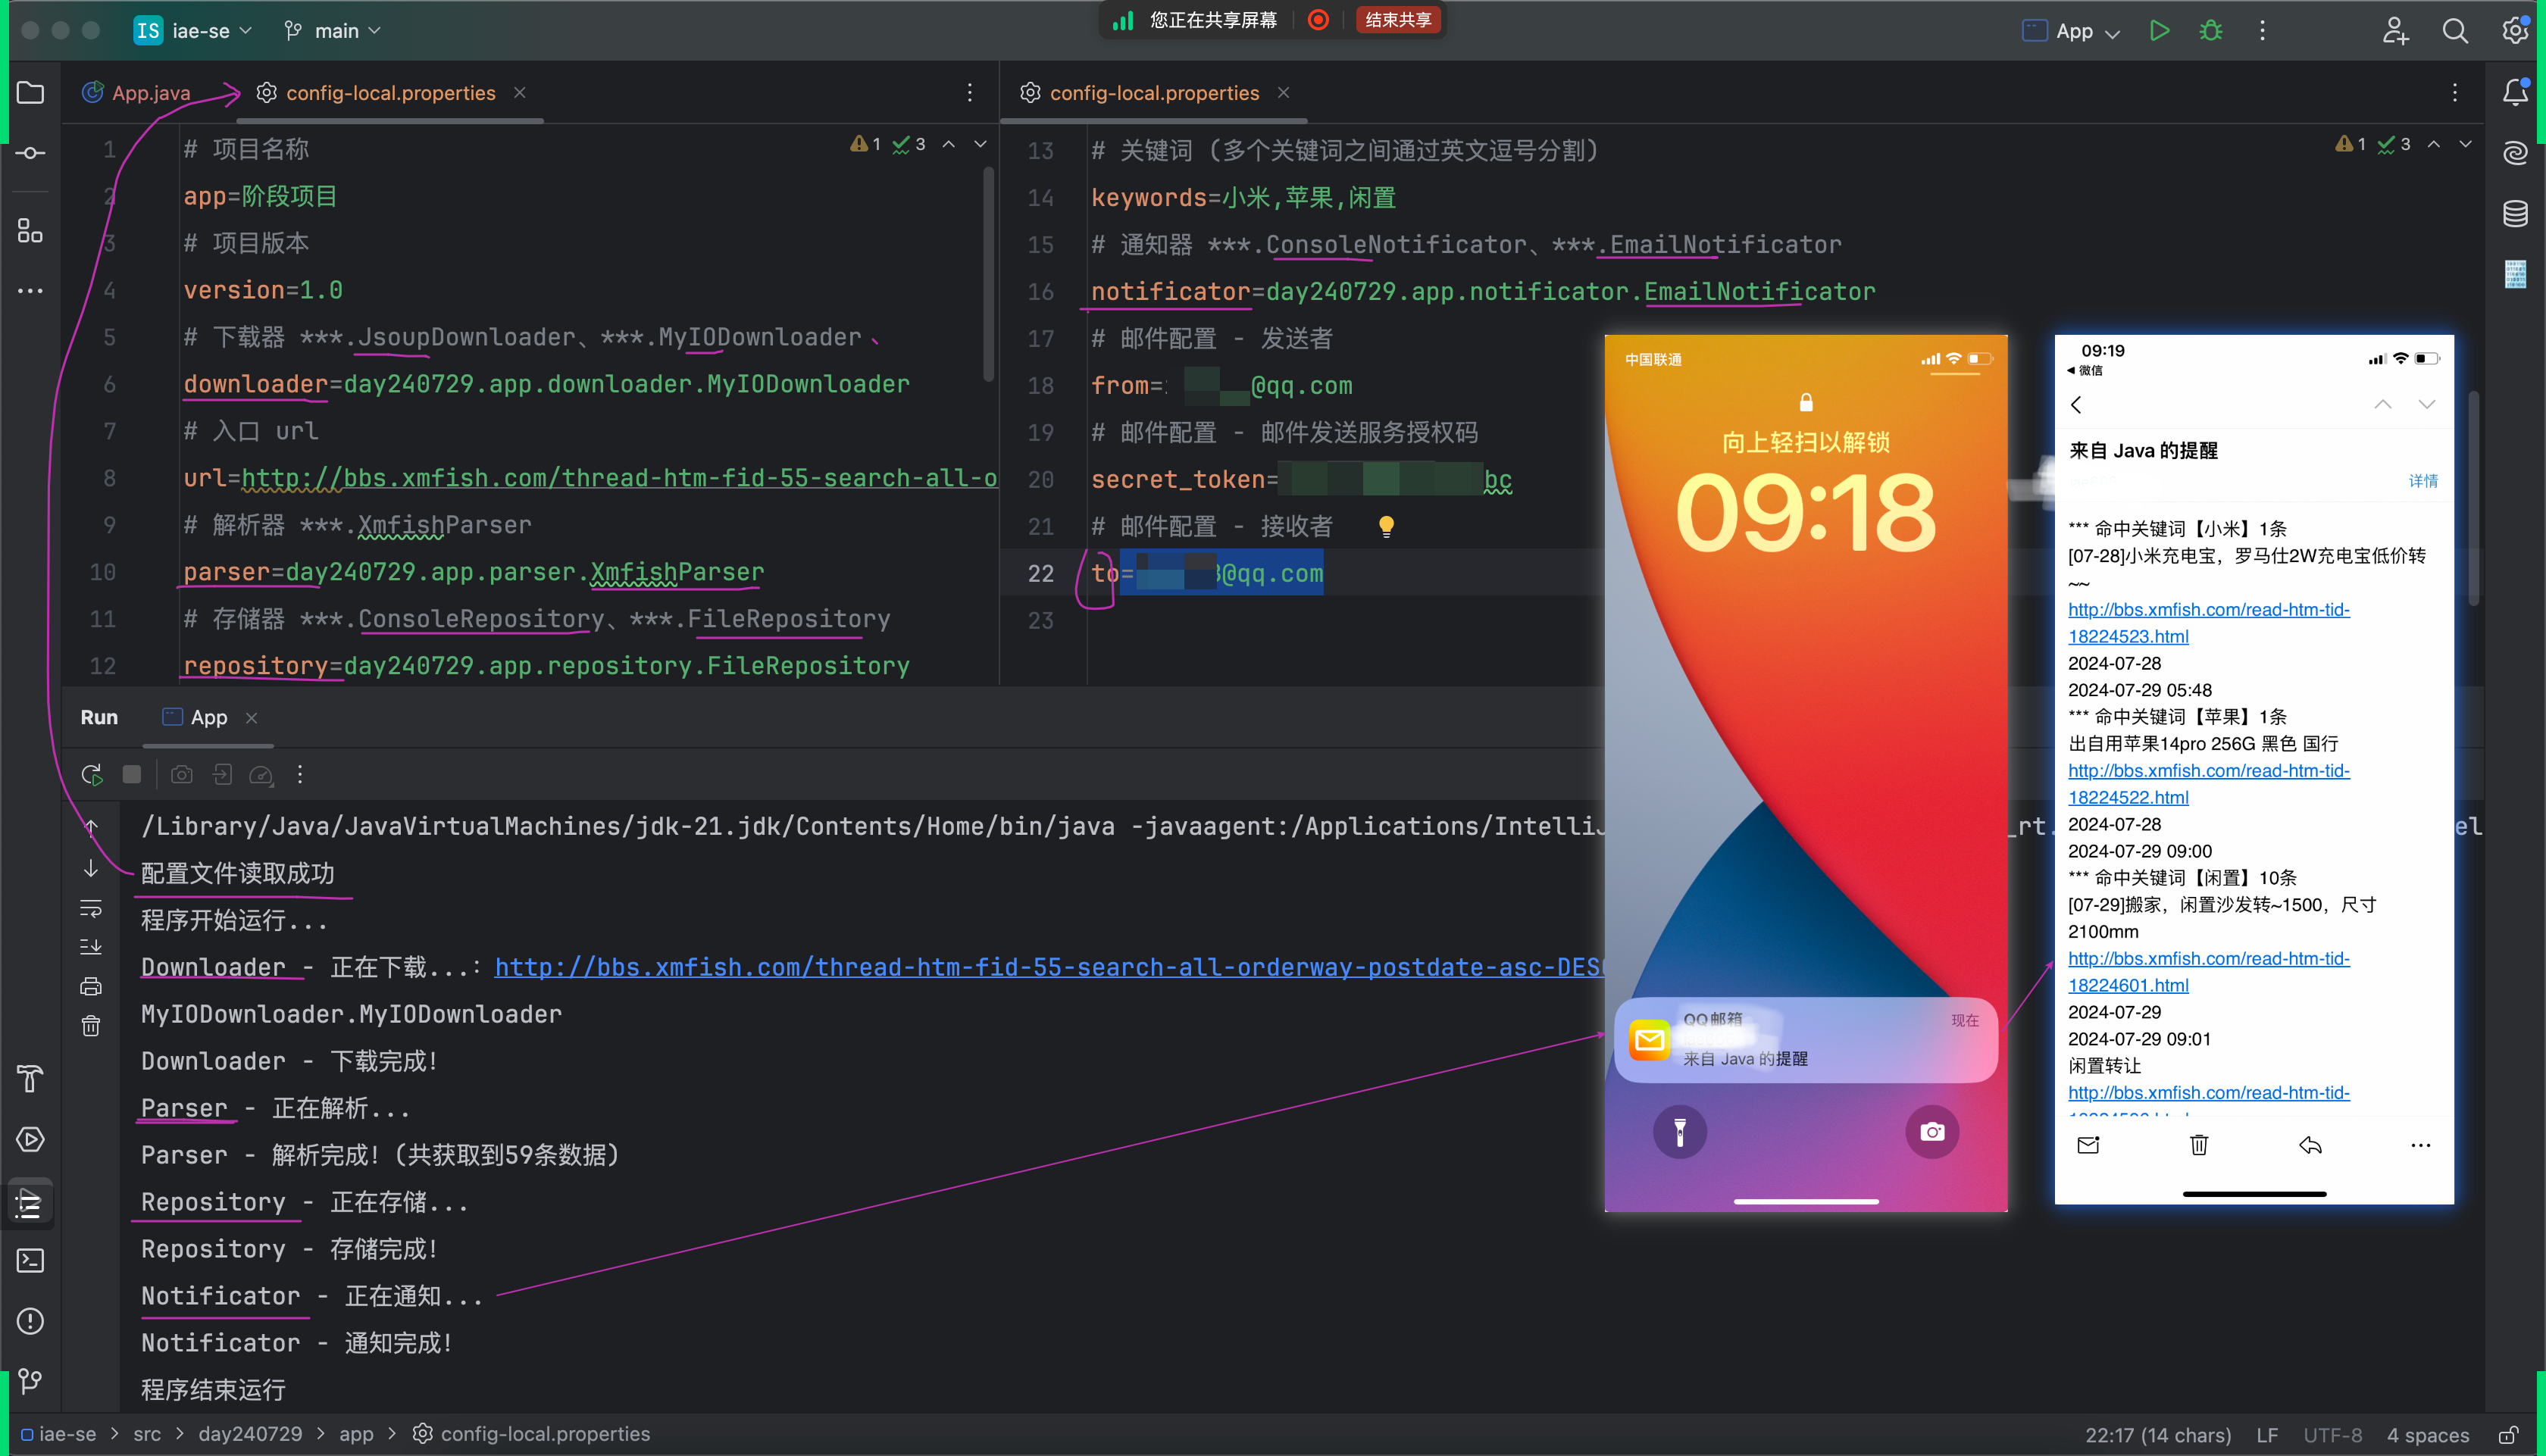 IS iae-se main
您正在共享屏幕 结束共享
App
App.java config-local.properties
1 # 项目名称
2 app=阶段项目
3 # 项目版本
4 version=1.0
5 # 下载器 ***.JsoupDownloader、***.MyIODownloader、
6 downloader=day240729.app.downloader.MyIODownloader
7 # 入口 url
8 url=http://bbs.xmfish.com/thread-htm-fid-55-search-all-o
9 # 解析器 ***.XmfishParser
10 parser=day240729.app.parser.XmfishParser
11 # 存储器 ***.ConsoleRepository、***.FileRepository
12 repository=day240729.app.repository.FileRepository
1 3
config-local.properties
13 # 关键词 (多个关键词之间通过英文逗号分割)
14 keywords=小米,苹果,闲置
15 # 通知器 ***.ConsoleNotificator、***.EmailNotificator
16 notificator=day240729.app.notificator.EmailNotificator
17 # 邮件配置 - 发送者
18 from= @qq.com
19 # 邮件配置 - 邮件发送服务授权码
20 secret_token= bc
21 # 邮件配置 - 接收者
22 to= @qq.com
23
1 3
Run App
/Library/Java/JavaVirtualMachines/jdk-21.jdk/Contents/Home/bin/java -javaagent:/Applications/IntelliJ _rt. el
配置文件读取成功
程序开始运行...
Downloader - 正在下载...: http://bbs.xmfish.com/thread-htm-fid-55-search-all-orderway-postdate-asc-DESC
MyIODownloader.MyIODownloader
Downloader - 下载完成!
Parser - 正在解析...
Parser - 解析完成! (共获取到59条数据)
Repository - 正在存储...
Repository - 存储完成!
Notificator - 正在通知...
Notificator - 通知完成!
程序结束运行
中国联通
向上轻扫以解锁
09:18
QQ邮箱 现在
来自 Java 的提醒
09:19
微信
来自 Java 的提醒
详情
*** 命中关键词【小米】1条
[07-28]小米充电宝，罗马仕2W充电宝低价转
~~
http://bbs.xmfish.com/read-htm-tid-
18224523.html
2024-07-28
2024-07-29 05:48
*** 命中关键词【苹果】1条
出自用苹果14pro 256G 黑色 国行
http://bbs.xmfish.com/read-htm-tid-
18224522.html
2024-07-28
2024-07-29 09:00
*** 命中关键词【闲置】10条
[07-29]搬家，闲置沙发转~1500，尺寸
2100mm
http://bbs.xmfish.com/read-htm-tid-
18224601.html
2024-07-29
2024-07-29 09:01
闲置转让
http://bbs.xmfish.com/read-htm-tid-
iae-se > src > day240729 > app > config-local.properties
22:17 (14 chars) LF UTF-8 4 spaces